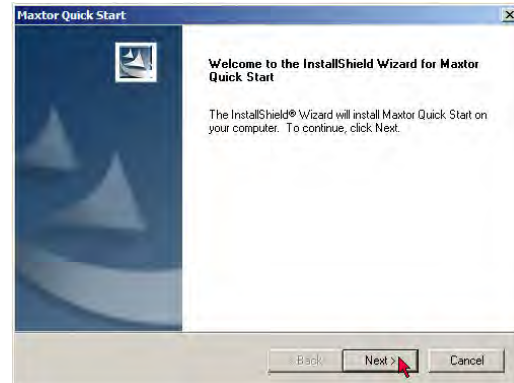 Maxtor Quick Start
Welcome to the InstallShield Wizard for Maxtor
Quick Start
The InstallShield® Wizard will install Maxtor Quick Start on
your computer. To continue, click Next.
Back
Next >
Cancel